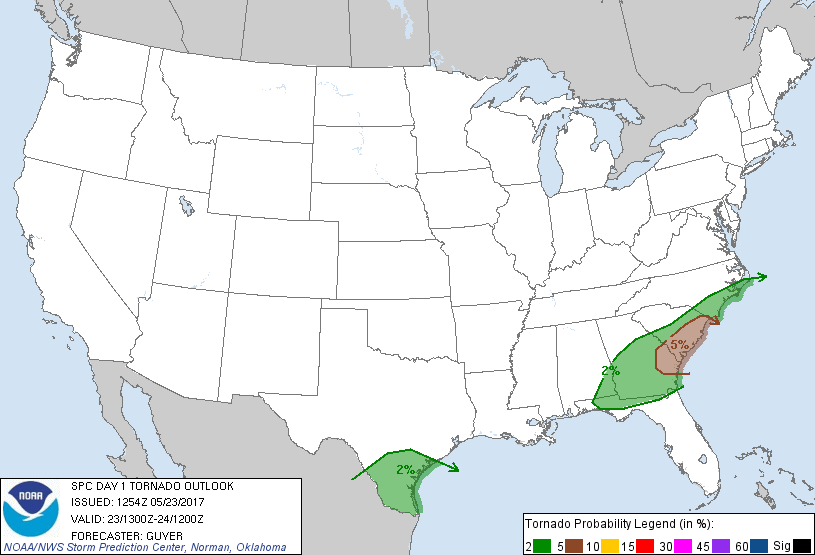 2%
5%
2%
NOAA
SPC DAY 1 TORNADO OUTLOOK
ISSUED: 1254Z 05/23/2017
VALID: 23/1300Z-24/1200Z
FORECASTER: GUYER
NOAA/NWS Storm Prediction Center, Norman, Oklahoma
Tornado Probability Legend (in %):
2 5 10 15 30 45 60 Sig